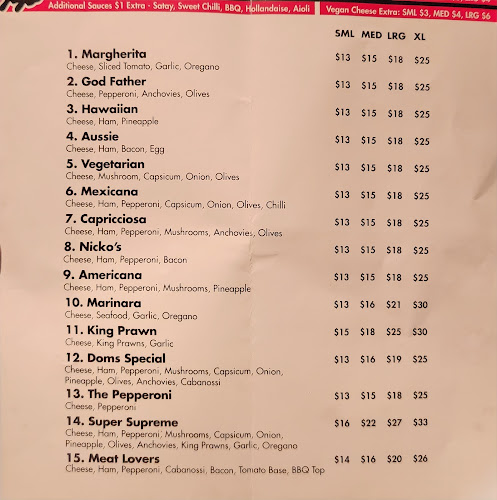 Additional Sauces $1 Extra - Satay, Sweet Chilli, BBQ, Hollandaise, Aioli | Vegan Cheese Extra: SML $3, MED $4, LRG $6
SML MED LRG XL
1. Margherita $13 $15 $18 $25
Cheese, Sliced Tomato, Garlic, Oregano
2. God Father $13 $15 $18 $25
Cheese, Pepperoni, Anchovies, Olives
3. Hawaiian $13 $15 $18 $25
Cheese, Ham, Pineapple
4. Aussie $13 $15 $18 $25
Cheese, Ham, Bacon, Egg
5. Vegetarian $13 $15 $18 $25
Cheese, Mushroom, Capsicum, Onion, Olives
6. Mexicana $13 $15 $18 $25
Cheese, Ham, Pepperoni, Capsicum, Onion, Olives, Chilli
7. Capricciosa $13 $15 $18 $25
Cheese, Ham, Pepperoni, Mushrooms, Anchovies, Olives
8. Nicko's $13 $15 $18 $25
Cheese, Ham, Pepperoni, Bacon
9. Americana $13 $15 $18 $25
Cheese, Ham, Pepperoni, Mushrooms, Pineapple
10. Marinara $13 $16 $21 $30
Cheese, Seafood, Garlic, Oregano
11. King Prawn $15 $18 $25 $30
Cheese, King Prawns, Garlic
12. Doms Special $13 $16 $19 $25
Cheese, Ham, Pepperoni, Mushrooms, Capsicum, Onion,
Pineapple, Olives, Anchovies, Cabanossi
13. The Pepperoni $13 $15 $18 $25
Cheese, Pepperoni
14. Super Supreme $16 $22 $27 $33
Cheese, Ham, Pepperoni, Mushrooms, Capsicum, Onion,
Pineapple, Olives, Anchovies, King Prawns, Garlic, Oregano
15. Meat Lovers $14 $16 $20 $26
Cheese, Ham, Pepperoni, Cabanossi, Bacon, Tomato Base, BBQ Top